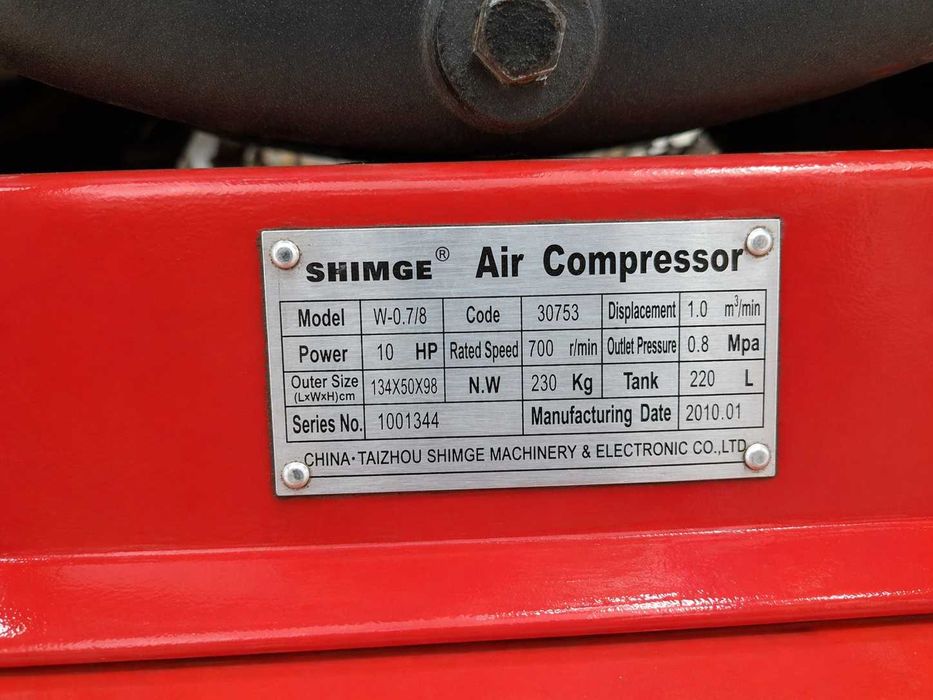 SHIMGE® Air Compressor
Model W-0.7/8 Code 30753 Displacement 1.0 m³/min
Power 10 HP Rated Speed 700 r/min Outlet Pressure 0.8 Mpa
Outer Size (L×W×H)cm 134X50X98 N.W 230 Kg Tank 220 L
Series No. 1001344 Manufacturing Date 2010.01
CHINA·TAIZHOU SHIMGE MACHINERY & ELECTRONIC CO.,LTD